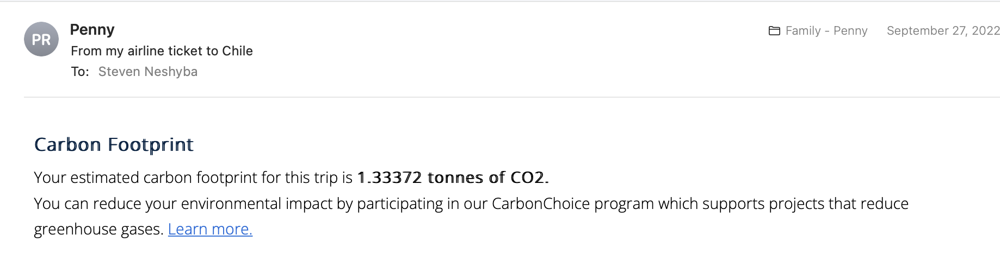 PR
Penny
Family - Penny September 27, 2022
From my airline ticket to Chile
To: Steven Neshyba
Carbon Footprint
Your estimated carbon footprint for this trip is 1.33372 tonnes of CO2.
You can reduce your environmental impact by participating in our CarbonChoice program which supports projects that reduce
greenhouse gases. Learn more.